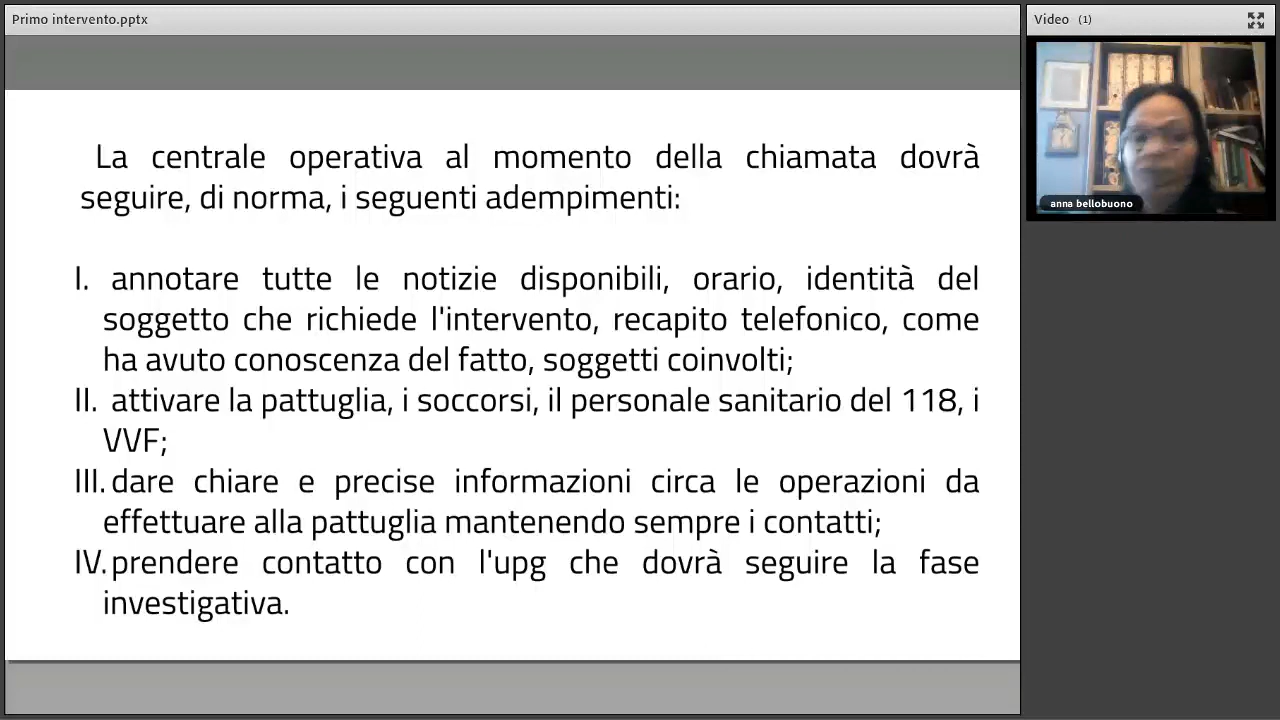 Primo intervento.pptx
Video (1)
La centrale operativa al momento della chiamata dovrà
seguire, di norma, i seguenti adempimenti:
I. annotare tutte le notizie disponibili, orario, identità del
soggetto che richiede l'intervento, recapito telefonico, come
ha avuto conoscenza del fatto, soggetti coinvolti;
II. attivare la pattuglia, i soccorsi, il personale sanitario del 118, i
VVF;
III. dare chiare e precise informazioni circa le operazioni da
effettuare alla pattuglia mantenendo sempre i contatti;
IV. prendere contatto con l'upg che dovrà seguire la fase
investigativa.
anna bellobuono